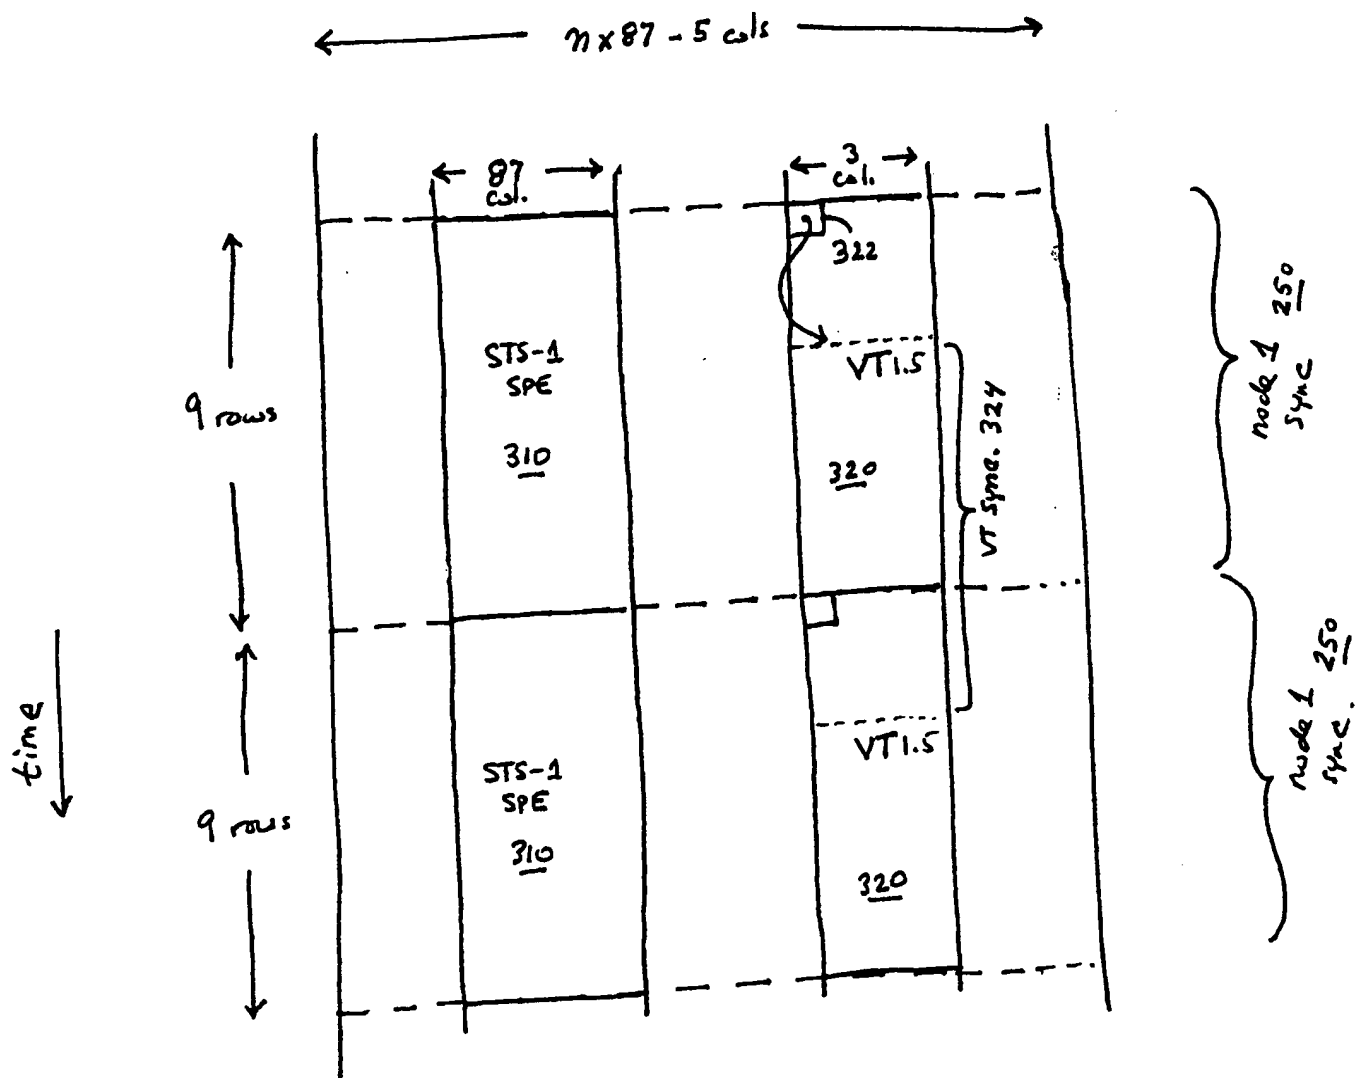 n x 87 - 5 cols
87
col.
3
col.
322
STS-1
SPE
310
VT1.5
320
9 rows
VT sync. 324
node 1 250
sync
time
STS-1
SPE
310
VT1.5
320
9 rows
node 1 250
sync.